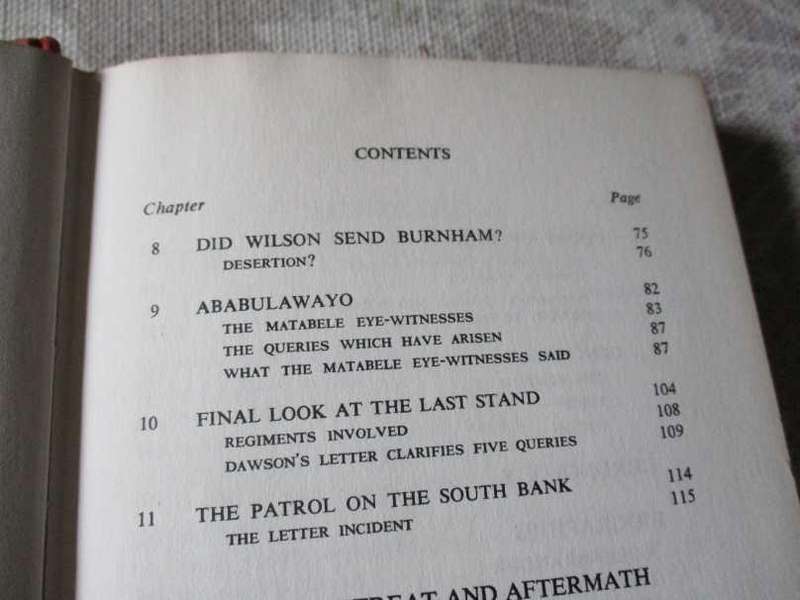 CONTENTS
Chapter Page
8 DID WILSON SEND BURNHAM? 75
DESERTION? 76
9 ABABULAWAYO 82
THE MATABELE EYE-WITNESSES 83
THE QUERIES WHICH HAVE ARISEN 87
WHAT THE MATABELE EYE-WITNESSES SAID 87
10 FINAL LOOK AT THE LAST STAND 104
REGIMENTS INVOLVED 108
DAWSON'S LETTER CLARIFIES FIVE QUERIES 109
11 THE PATROL ON THE SOUTH BANK 114
THE LETTER INCIDENT 115
AND AFTERMATH